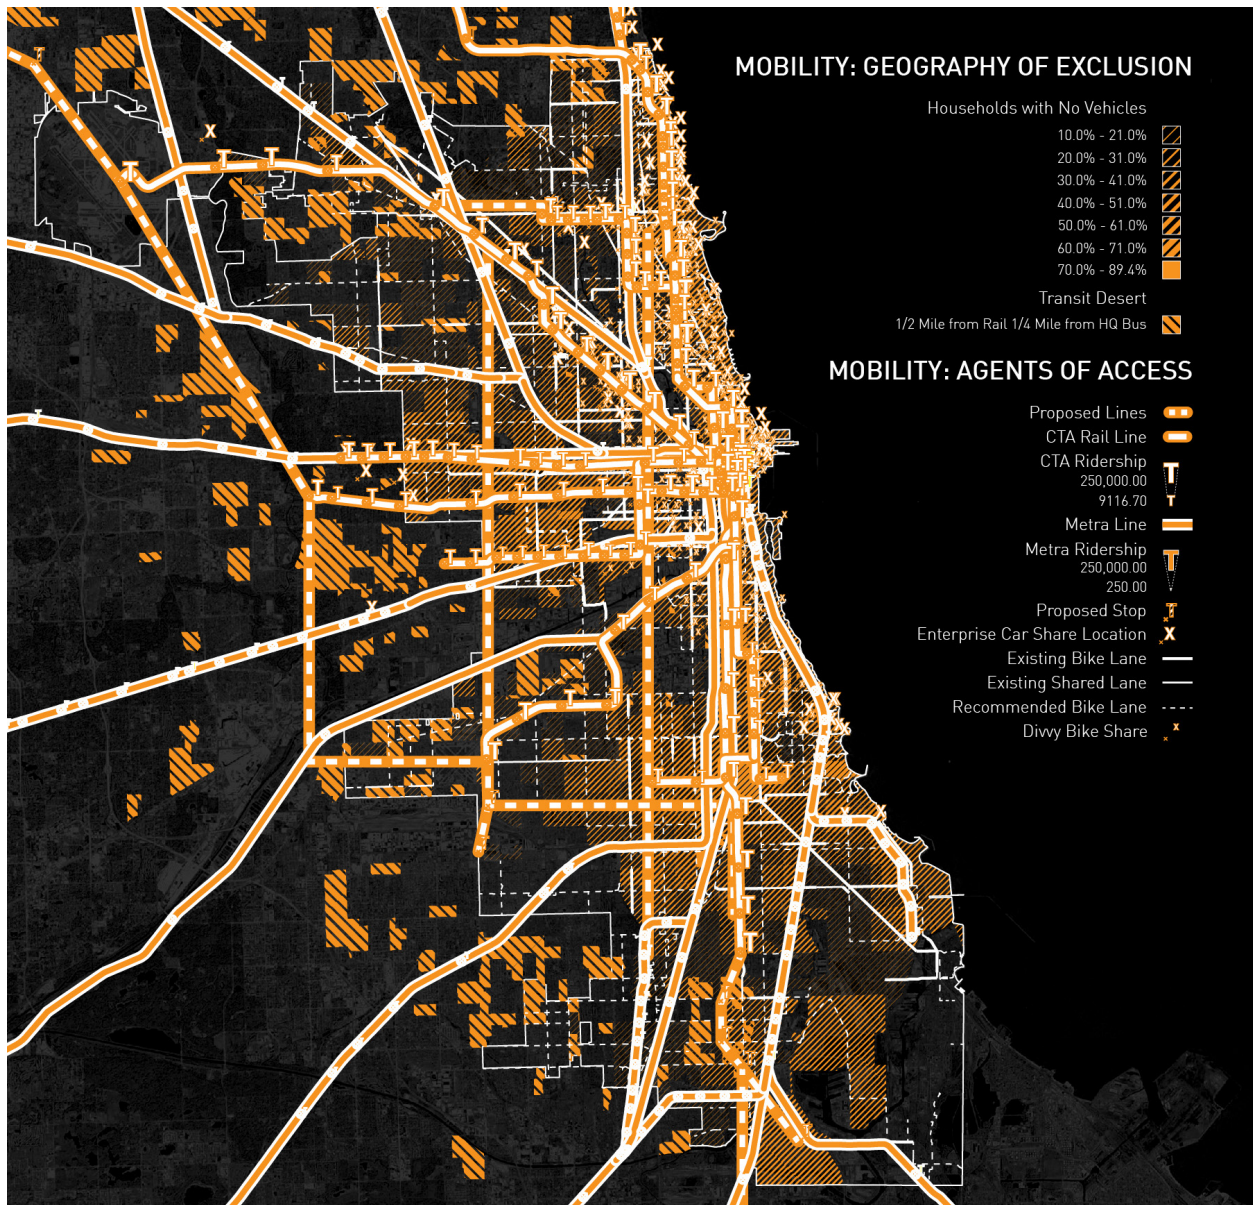 MOBILITY: GEOGRAPHY OF EXCLUSION
Households with No Vehicles
10.0% - 21.0%
20.0% - 31.0%
30.0% - 41.0%
40.0% - 51.0%
50.0% - 61.0%
60.0% - 71.0%
70.0% - 89.4%
Transit Desert
1/2 Mile from Rail 1/4 Mile from HQ Bus
MOBILITY: AGENTS OF ACCESS
Proposed Lines
CTA Rail Line
CTA Ridership
250,000.00
9116.70
Metra Line
Metra Ridership
250,000.00
250.00
Proposed Stop
Enterprise Car Share Location
Existing Bike Lane
Existing Shared Lane
Recommended Bike Lane
Divvy Bike Share